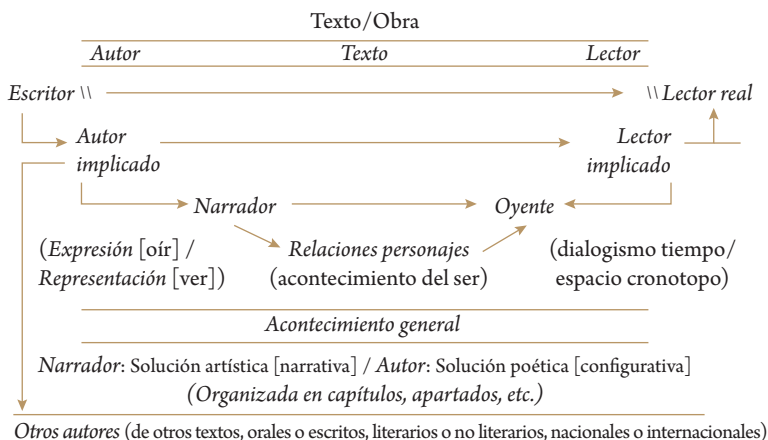 Texto/Obra
Autor Texto Lector
Escritor \\ \\ Lector real
Autor Lector
implicado implicado
Narrador Oyente
(Expresión [oír] / Relaciones personajes (dialogismo tiempo/
Representación [ver]) (acontecimiento del ser) espacio cronotopo)
Acontecimiento general
Narrador: Solución artística [narrativa] / Autor: Solución poética [configurativa]
(Organizada en capítulos, apartados, etc.)
Otros autores (de otros textos, orales o escritos, literarios o no literarios, nacionales o internacionales)